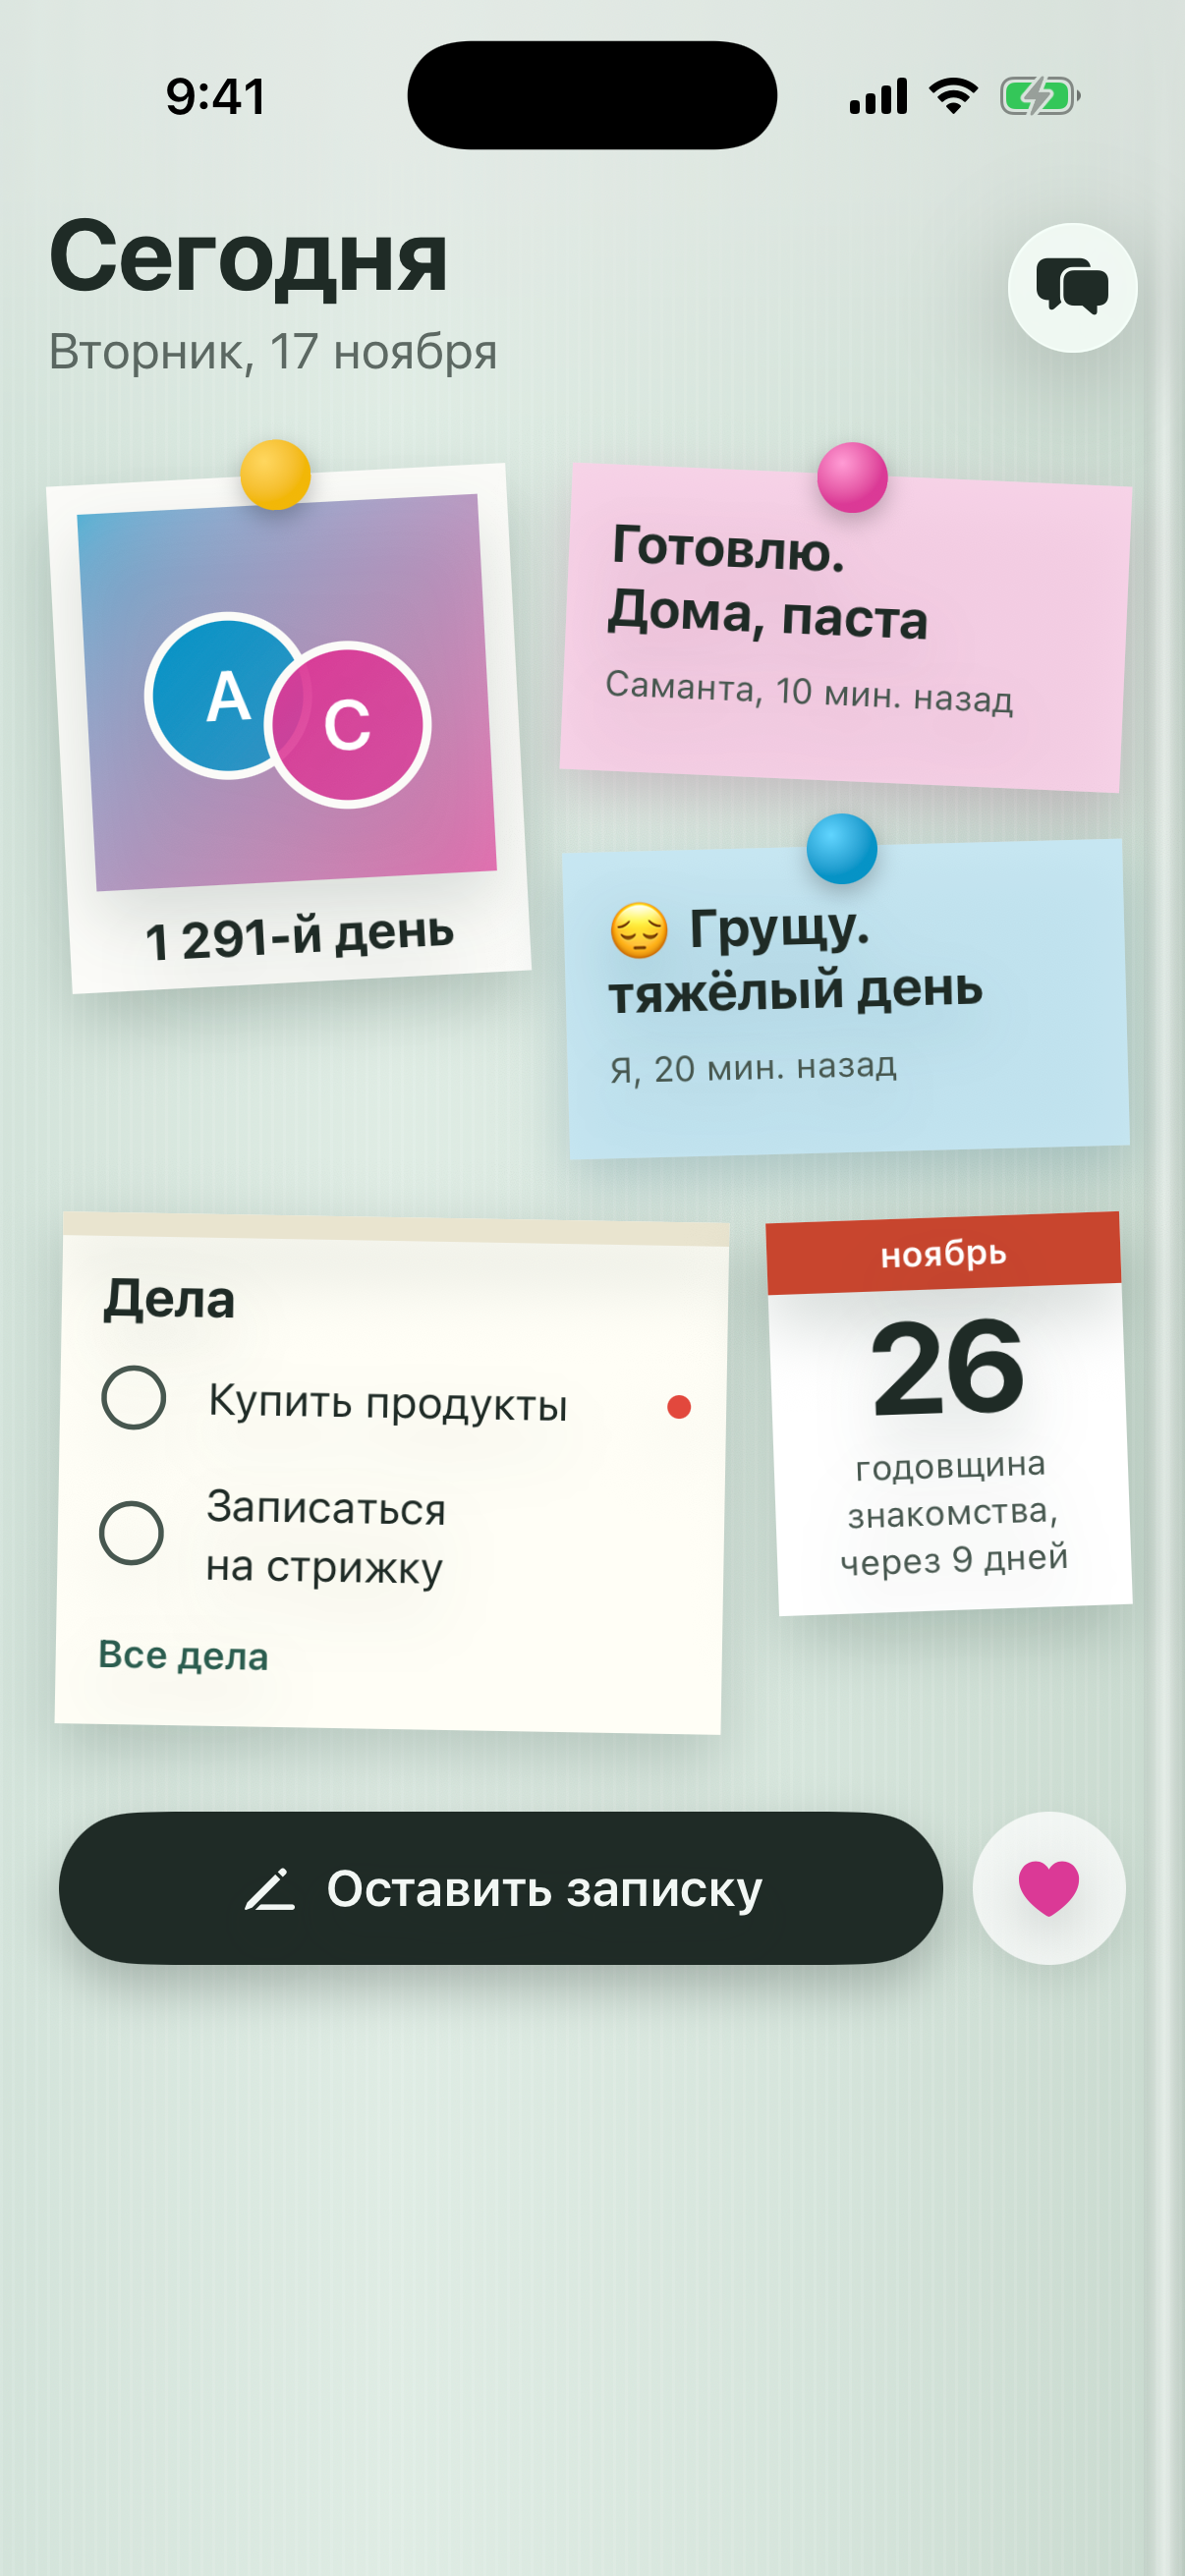 9:41
Сегодня
Вторник, 17 ноября
А
С
1 291-й день
Готовлю.
Дома, паста
Саманта, 10 мин. назад
😔 Грущу.
тяжёлый день
Я, 20 мин. назад
Дела
Купить продукты
Записаться
на стрижку
Все дела
ноябрь
26
годовщина
знакомства,
через 9 дней
Оставить записку